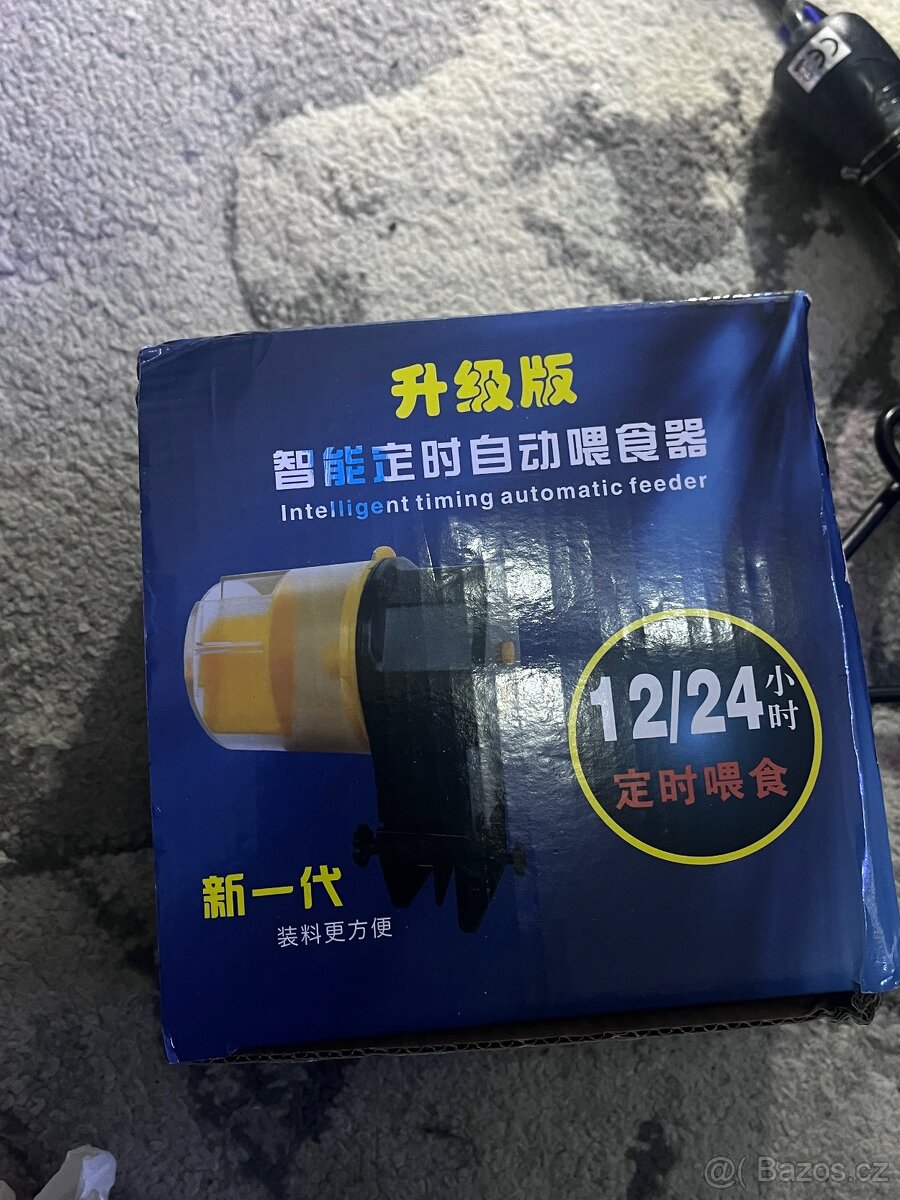 升级版
智能定时自动喂食器
Intelligent timing automatic feeder
12/24小时
定时喂食
新一代
装料更方便
@( Bazos.cz